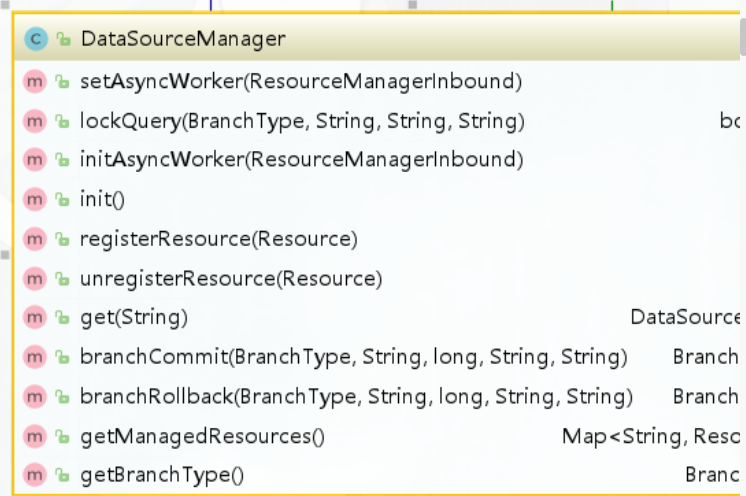 C DataSourceManager
m setAsyncWorker(ResourceManagerInbound)
m lockQuery(BranchType, String, String, String) bo
m initAsyncWorker(ResourceManagerInbound)
m init()
m registerResource(Resource)
m unregisterResource(Resource)
m get(String) DataSource
m branchCommit(BranchType, String, long, String, String) Branch
m branchRollback(BranchType, String, long, String, String) Branch
m getManagedResources() Map<String, Reso
m getBranchType() Branc